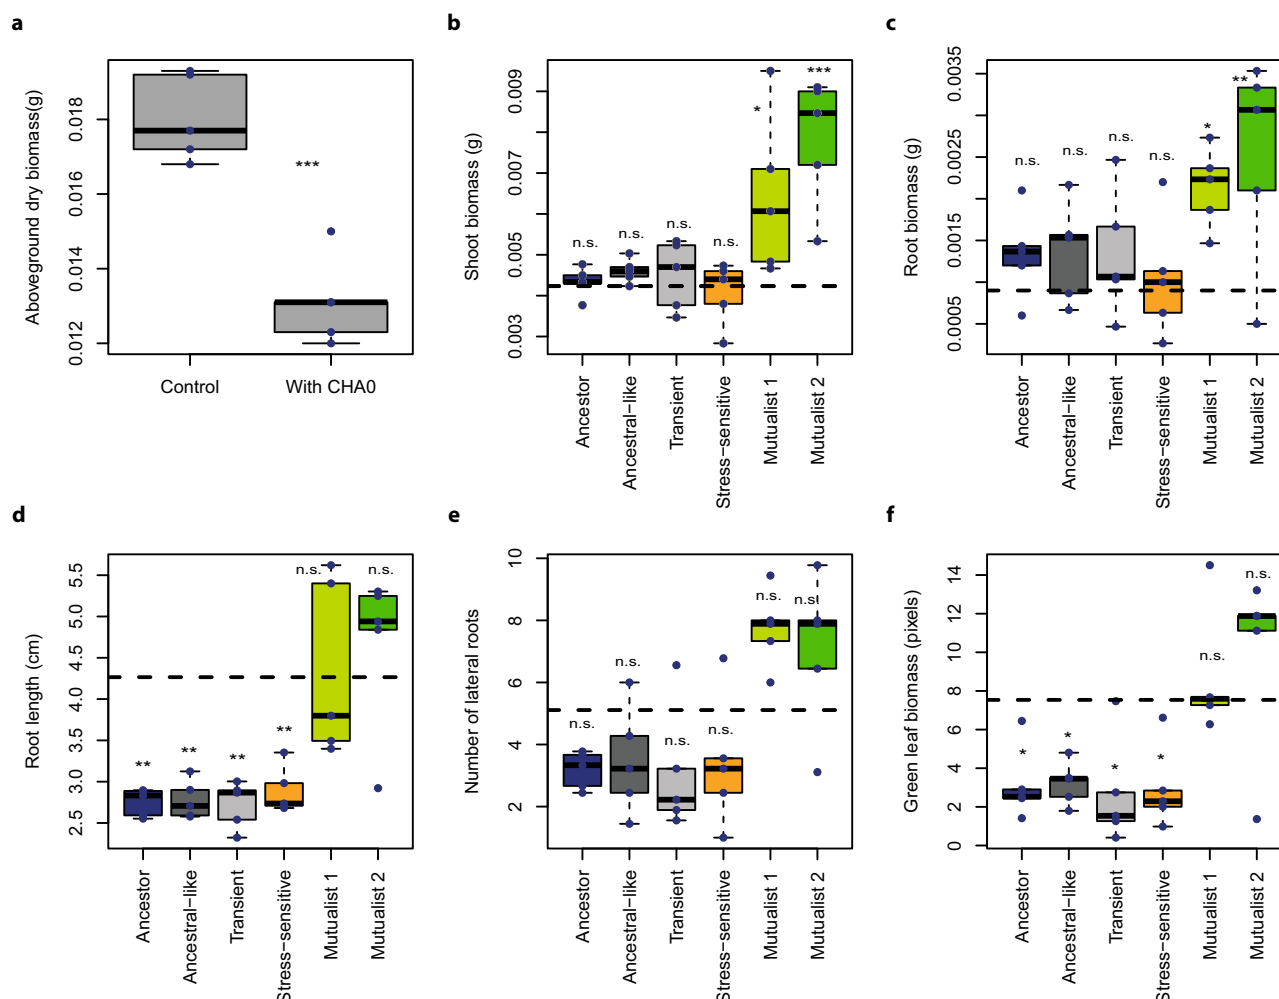 a
Aboveground dry biomass(g)
0.018
0.016
0.014
0.012
***
Control
With CHA0
b
Shoot biomass (g)
0.009
0.007
0.005
0.003
n.s.
n.s.
n.s.
n.s.
*
***
Ancestor
Ancestral−like
Transient
Stress−sensitive
Mutualist 1
Mutualist 2
c
Root biomass (g)
0.0035
0.0025
0.0015
0.0005
n.s.
n.s.
n.s.
n.s.
*
**
Ancestor
Ancestral−like
Transient
Stress−sensitive
Mutualist 1
Mutualist 2
d
Root length (cm)
5.5
5.0
4.5
4.0
3.5
3.0
2.5
**
**
**
**
n.s.
n.s.
Ancestor
Ancestral−like
Transient
Stress−sensitive
Mutualist 1
Mutualist 2
e
Number of lateral roots
10
8
6
4
2
n.s.
n.s.
n.s.
n.s.
n.s.
n.s.
Ancestor
Ancestral−like
Transient
Stress−sensitive
Mutualist 1
Mutualist 2
f
Green leaf biomass (pixels)
14
12
10
8
6
4
2
0
*
*
*
*
n.s.
n.s.
Ancestor
Ancestral−like
Transient
Stress−sensitive
Mutualist 1
Mutualist 2